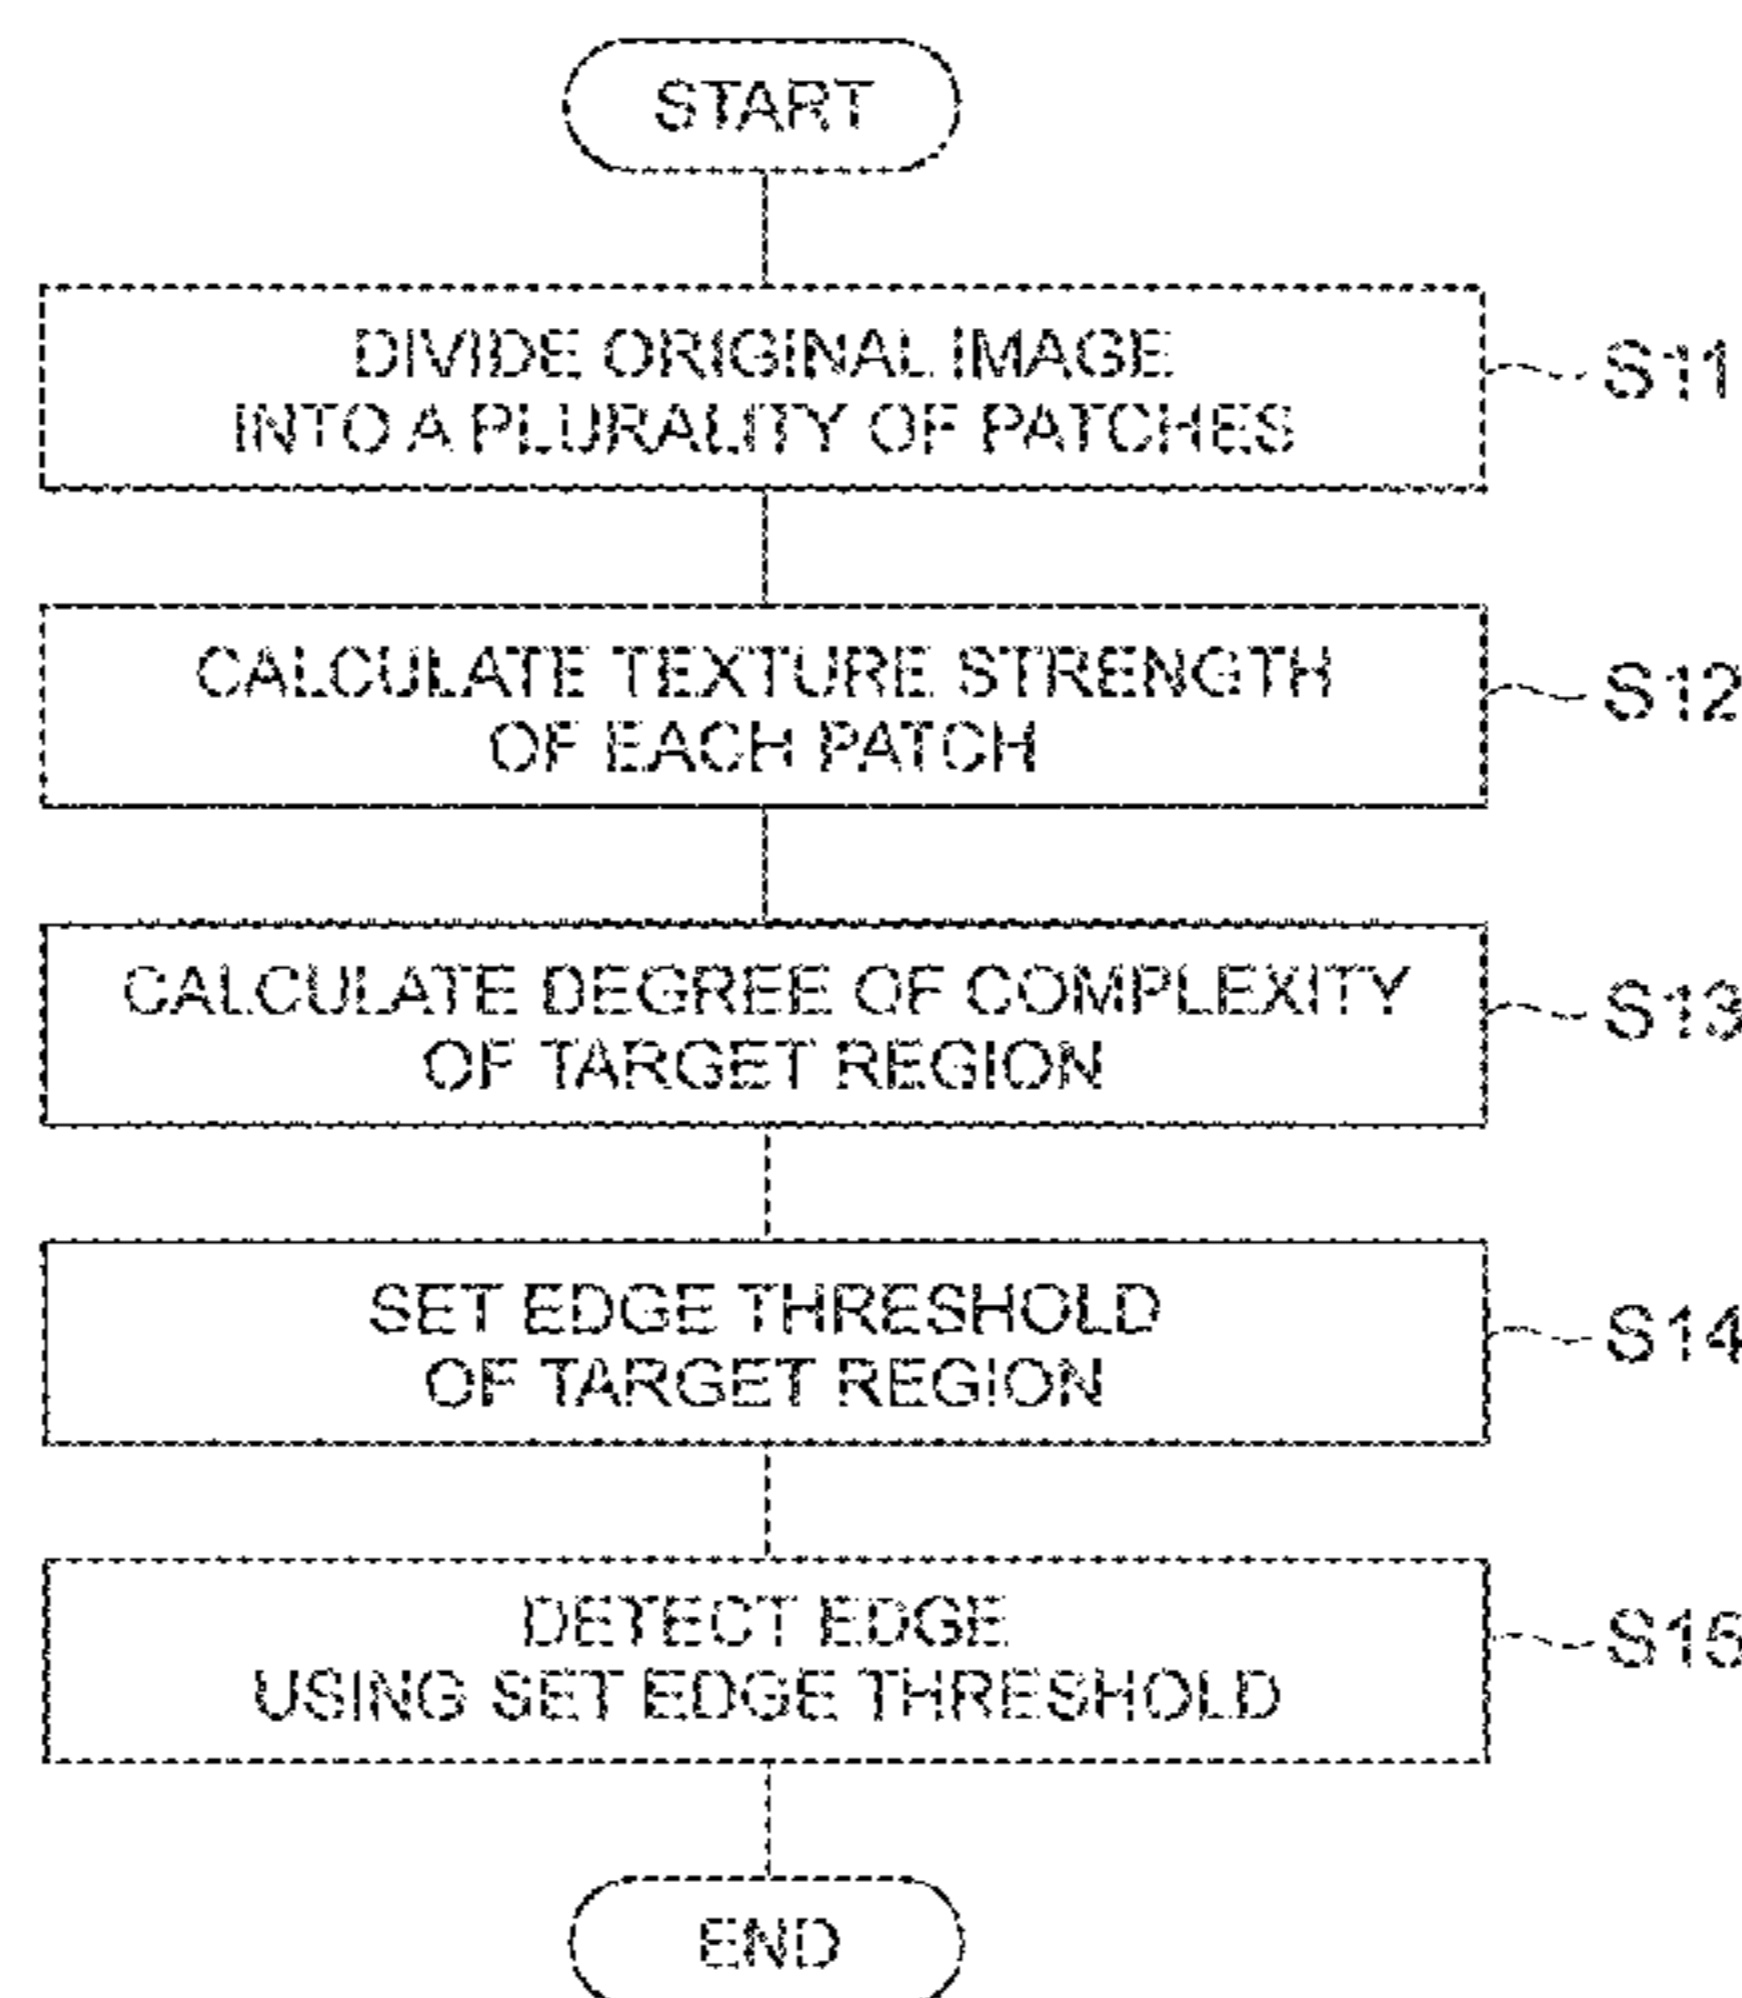 START
DIVIDE ORIGINAL IMAGE
INTO A PLURALITY OF PATCHES
S11
CALCULATE TEXTURE STRENGTH
OF EACH PATCH
S12
CALCULATE DEGREE OF COMPLEXITY
OF TARGET REGION
S13
SET EDGE THRESHOLD
OF TARGET REGION
S14
DETECT EDGE
USING SET EDGE THRESHOLD
S15
END